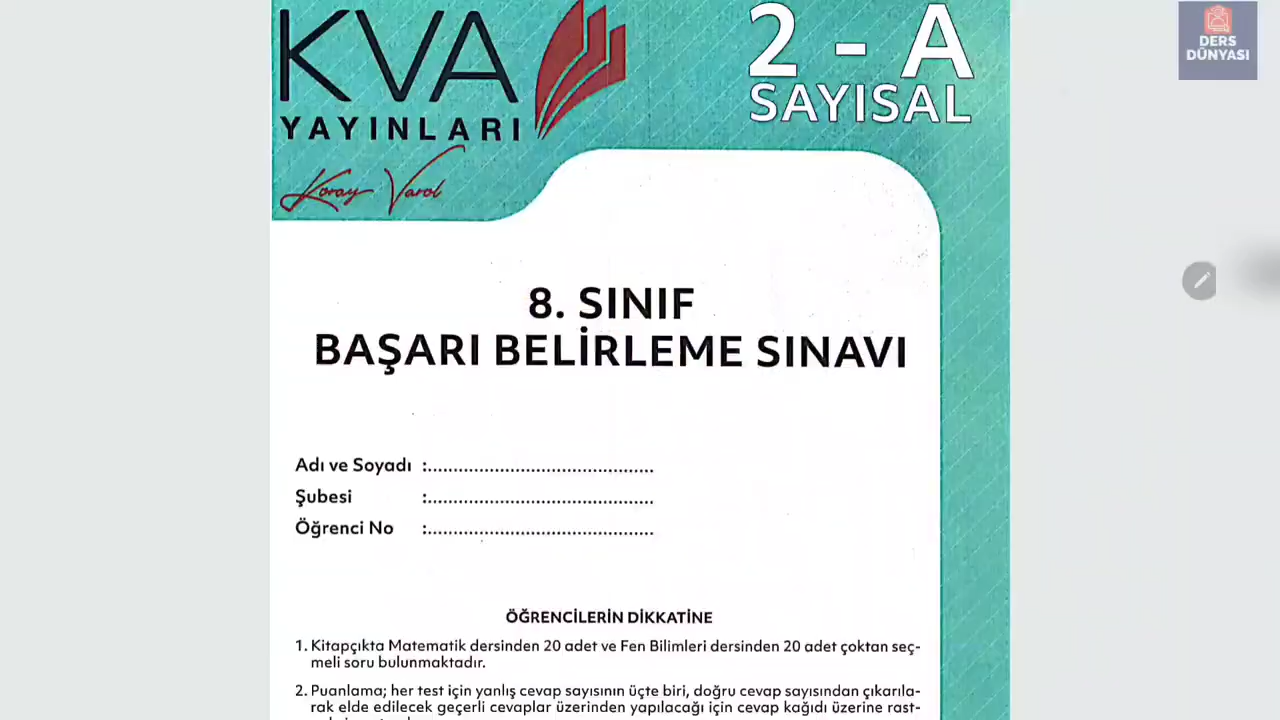 KVA
YAYINLARI
Koray Varol
2 - A
SAYISAL
DERS
DÜNYASI
8. SINIF
BAŞARI BELİRLEME SINAVI
Adı ve Soyadı :..........................................
Şubesi :..........................................
Öğrenci No :..........................................
ÖĞRENCİLERİN DİKKATİNE
1. Kitapçıkta Matematik dersinden 20 adet ve Fen Bilimleri dersinden 20 adet çoktan seç-
meli soru bulunmaktadır.
2. Puanlama; her test için yanlış cevap sayısının üçte biri, doğru cevap sayısından çıkarıla-
rak elde edilecek geçerli cevaplar üzerinden yapılacağı için cevap kağıdı üzerine rast-